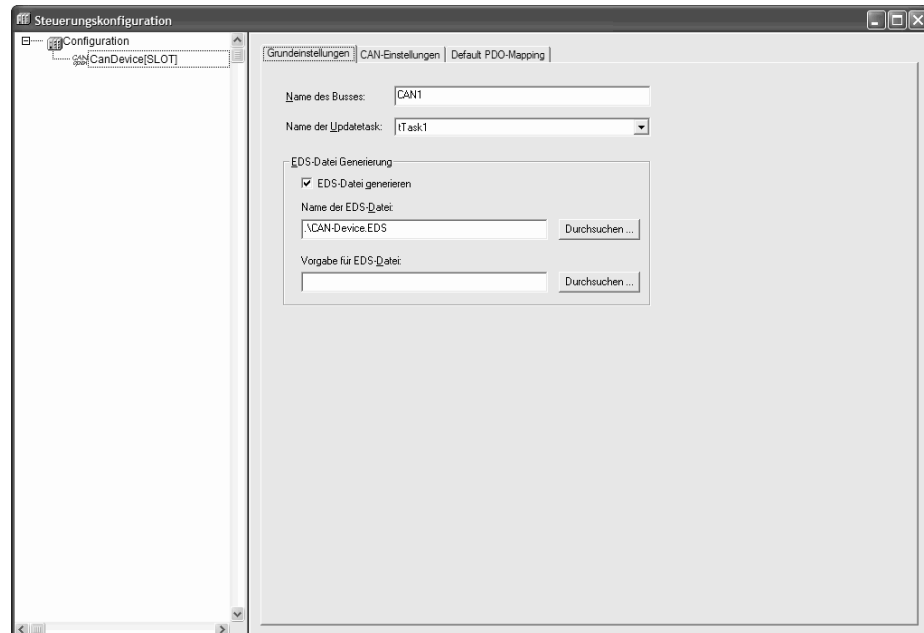 Steuerungskonfiguration
Configuration
CanDevice[SLOT]
Grundeinstellungen CAN-Einstellungen Default PDO-Mapping
Name des Busses: CAN1
Name der Updatetask: tTask1
EDS-Datei Generierung
EDS-Datei generieren
Name der EDS-Datei:
.\CAN-Device.EDS Durchsuchen ...
Vorgabe für EDS-Datei:
Durchsuchen ...